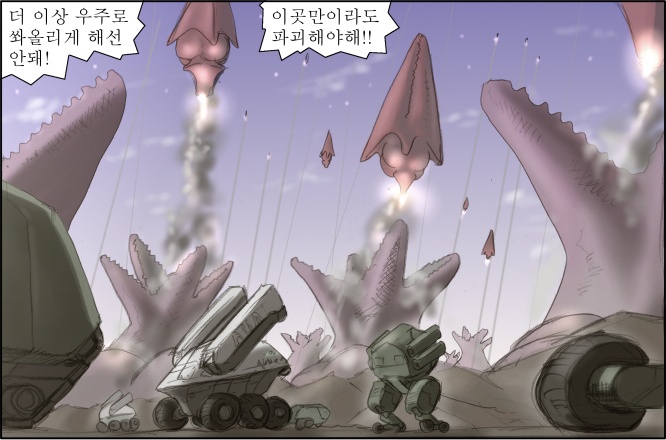 더 이상 우주로
쏴올리게 해선
안돼!
이곳만이라도
파괴해야해!!